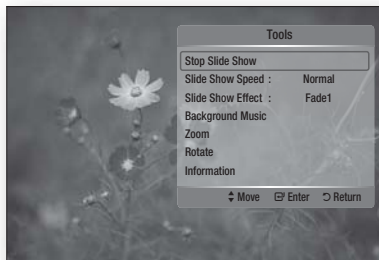 Tools
Stop Slide Show
Slide Show Speed : Normal
Slide Show Effect : Fade1
Background Music
Zoom
Rotate
Information
Move Enter Return